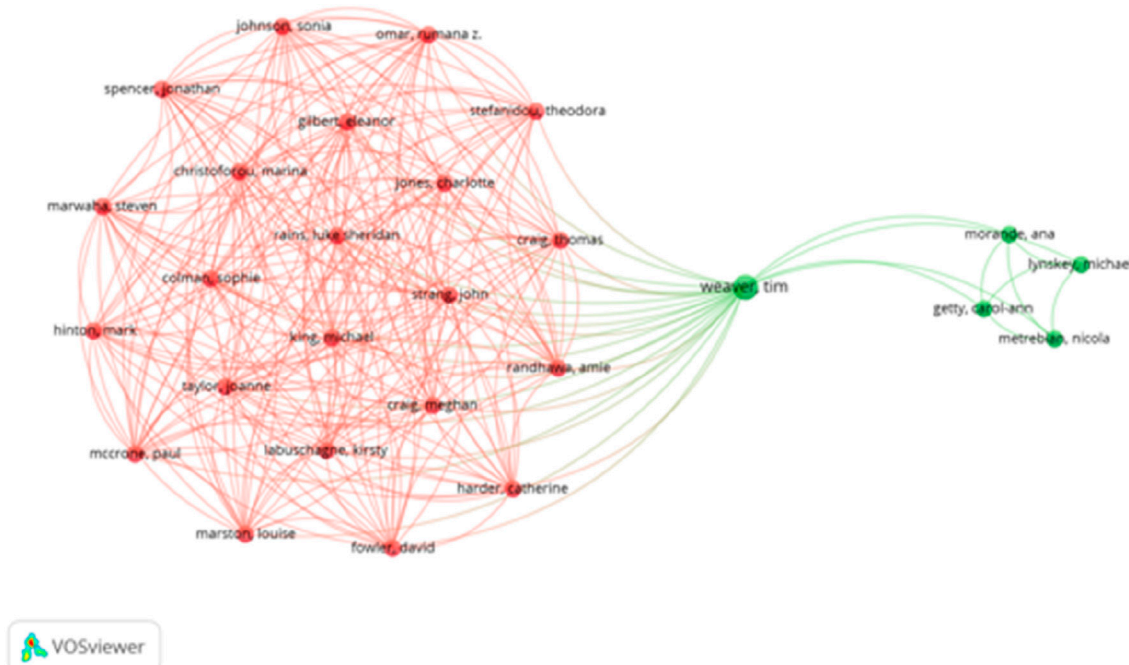 johnson, sonia
omar, rumana z.
spencer, jonathan
stefanidou, theodora
gilbert, eleanor
christoforou, marina
jones, charlotte
marwaha, steven
rains, luke sheridan
craig, thomas
morande, ana
lynskey, michae
colman, sophie
strang, john
weaver, tim
getty, carol-ann
hinton, mark
king, michael
metrebian, nicola
randhawa, amie
taylor, joanne
craig, meghan
mccrone, paul
labuschagne, kirsty
harder, catherine
marston, louise
fowler, david
VOSviewer